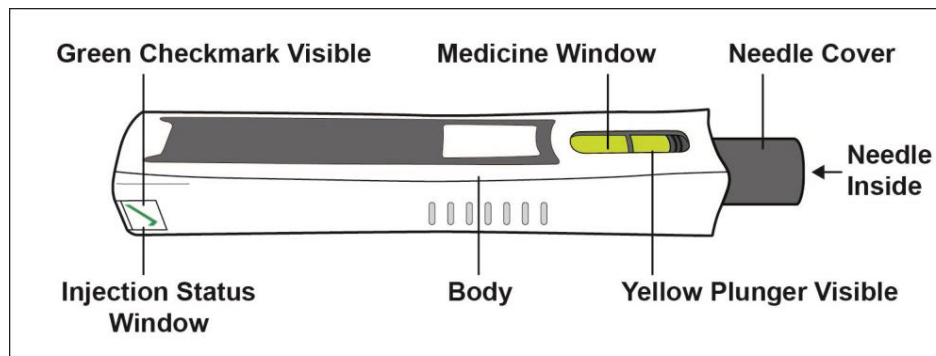 Green Checkmark Visible
Medicine Window
Needle Cover
Needle
Inside
Injection Status
Window
Body
Yellow Plunger Visible